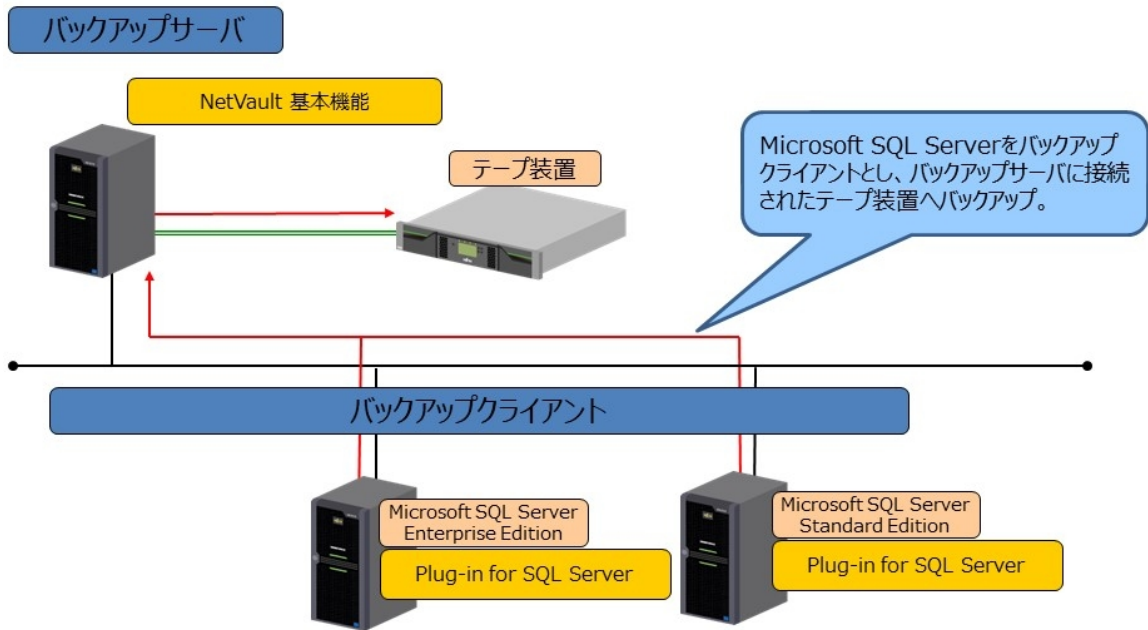 バックアップサーバ
NetVault 基本機能
テープ装置
Microsoft SQL Serverをバックアップ
クライアントとし、バックアップサーバに接続
されたテープ装置へバックアップ。
バックアップクライアント
Microsoft SQL Server
Enterprise Edition
Plug-in for SQL Server
Microsoft SQL Server
Standard Edition
Plug-in for SQL Server